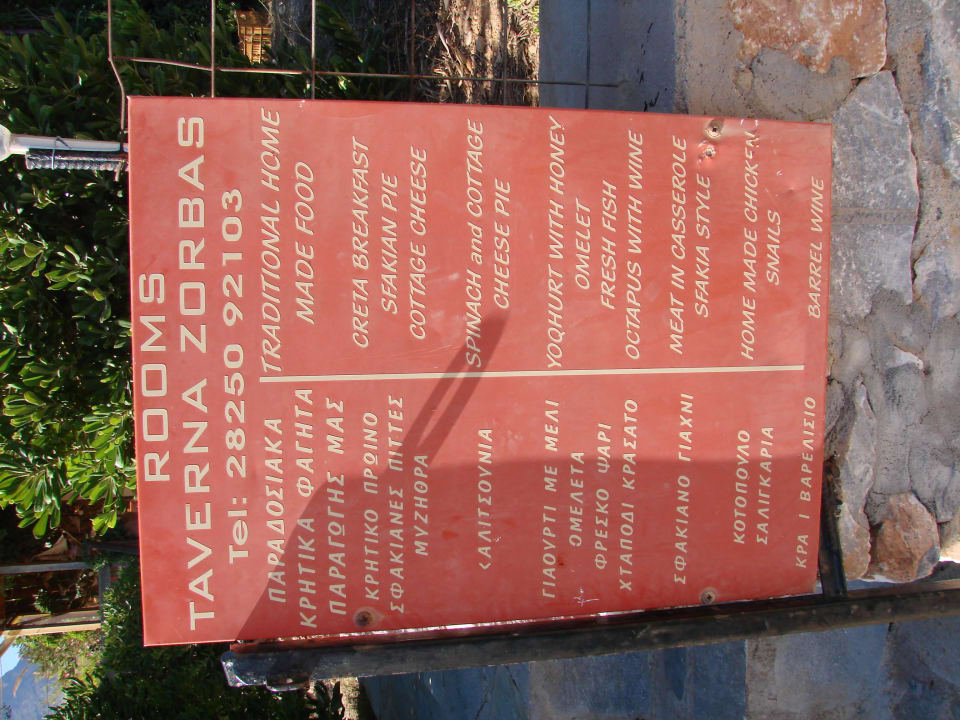 ROOMS
TAVERNA ZORBAS
Tel: 28250 92103
ΠΑΡΑΔΟΣΙΑΚΑ
ΚΡΗΤΙΚΑ ΦΑΓΗΤΑ
ΠΑΡΑΓΩΓΗΣ ΜΑΣ
ΚΡΗΤΙΚΟ ΠΡΩΙΝΟ
ΣΦΑΚΙΑΝΕΣ ΠΙΤΤΕΣ
ΜΥΖΗΘΡΑ
ΚΑΛΙΤΣΟΥΝΙΑ
ΓΙΑΟΥΡΤΙ ΜΕ ΜΕΛΙ
ΟΜΕΛΕΤΑ
ΦΡΕΣΚΟ ΨΑΡΙ
ΧΤΑΠΟΔΙ ΚΡΑΣΑΤΟ
ΣΦΑΚΙΑΝΟ ΓΙΑΧΝΙ
ΚΟΤΟΠΟΥΛΟ
ΣΑΛΙΓΚΑΡΙΑ
ΚΡΑ Ι ΒΑΡΕΛΙΣΙΟ
TRADITIONAL HOME
MADE FOOD
CRETA BREAKFAST
SFAKIAN PIE
COTTAGE CHEESE
SPINACH and COTTAGE
CHEESE PIE
YOQHURT WITH HONEY
OMELET
FRESH FISH
OCTAPUS WITH WINE
MEAT IN CASSEROLE
SFAKIA STYLE
HOME MADE CHICKEN
SNAILS
BARREL WINE